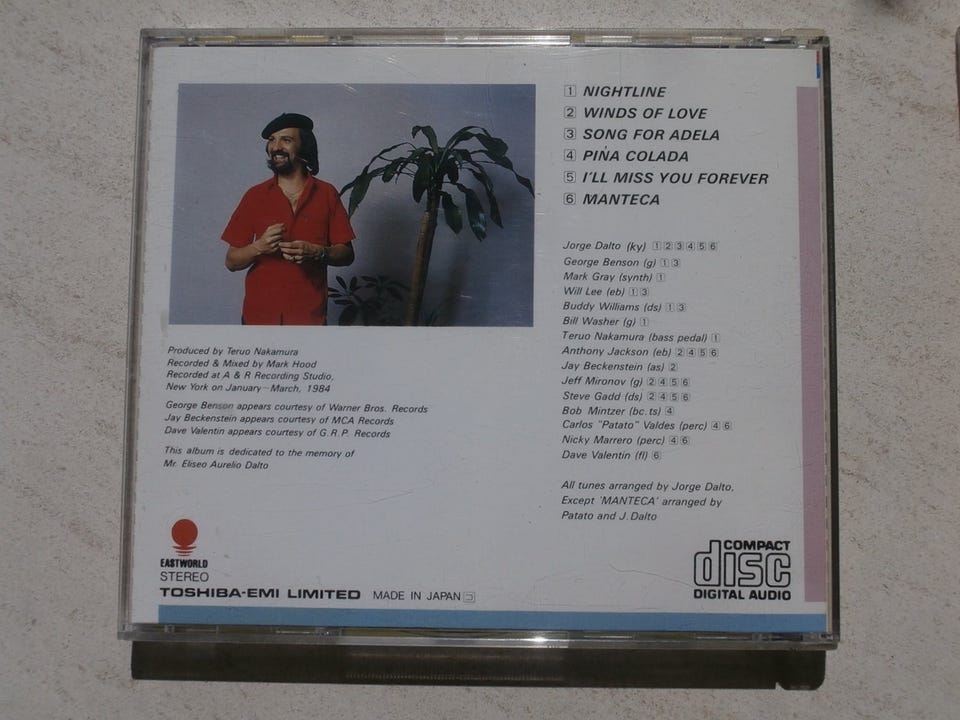 1 NIGHTLINE
2 WINDS OF LOVE
3 SONG FOR ADELA
4 PIÑA COLADA
5 I'LL MISS YOU FOREVER
6 MANTECA
Jorge Dalto (ky) 1 2 3 4 5 6
George Benson (g) 1 3
Mark Gray (synth) 1
Will Lee (eb) 1 3
Buddy Williams (ds) 1 3
Bill Washer (g) 1
Teruo Nakamura (bass pedal) 1
Anthony Jackson (eb) 2 4 5 6
Jay Beckenstein (as) 2
Jeff Mironov (g) 2 4 5 6
Steve Gadd (ds) 2 4 5 6
Bob Mintzer (bc. ts) 4
Carlos "Patato" Valdes (perc) 4 6
Nicky Marrero (perc) 4 6
Dave Valentin (fl) 6
All tunes arranged by Jorge Dalto,
Except 'MANTECA' arranged by
Patato and J. Dalto
Produced by Teruo Nakamura
Recorded & Mixed by Mark Hood
Recorded at A & R Recording Studio,
New York on January—March, 1984
George Benson appears courtesy of Warner Bros. Records
Jay Beckenstein appears courtesy of MCA Records
Dave Valentin appears courtesy of G.R.P. Records
This album is dedicated to the memory of
Mr. Eliseo Aurelio Dalto
EASTWORLD
STEREO
TOSHIBA-EMI LIMITED MADE IN JAPAN コ
COMPACT
disc
DIGITAL AUDIO